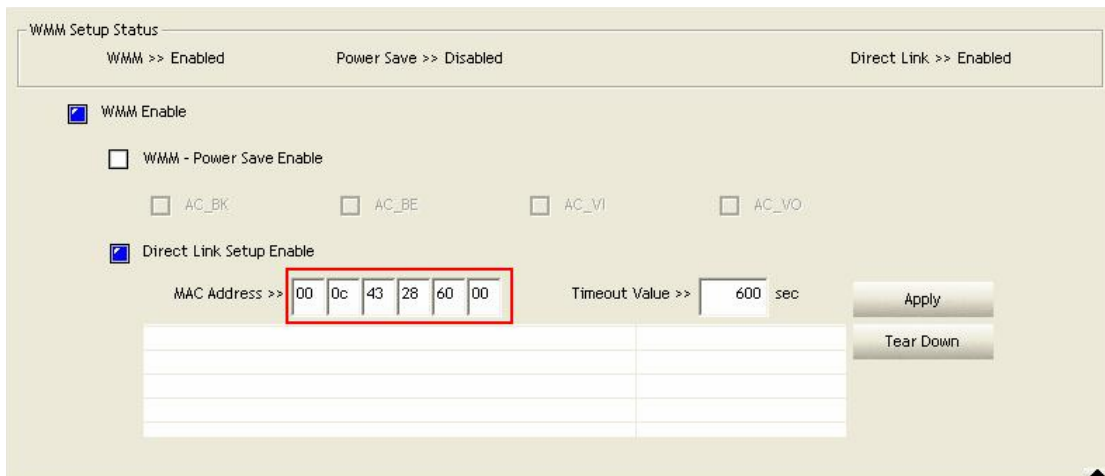 WMM Setup Status
WMM >> Enabled Power Save >> Disabled Direct Link >> Enabled
WMM Enable
WMM - Power Save Enable
AC_BK AC_BE AC_VI AC_VO
Direct Link Setup Enable
MAC Address >> 00 0c 43 28 60 00 Timeout Value >> 600 sec Apply
Tear Down